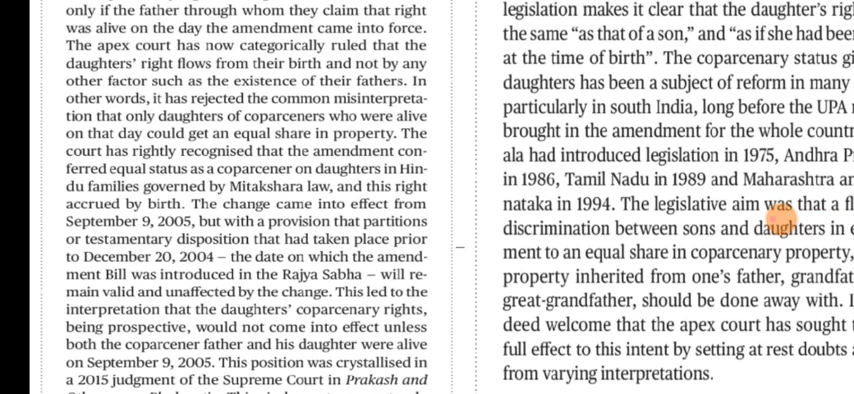 only if the father through whom they claim that right
was alive on the day the amendment came into force.
The apex court has now categorically ruled that the
daughters' right flows from their birth and not by any
other factor such as the existence of their fathers. In
other words, it has rejected the common misinterpreta-
tion that only daughters of coparceners who were alive
on that day could get an equal share in property. The
court has rightly recognised that the amendment con-
ferred equal status as a coparcener on daughters in Hin-
du families governed by Mitakshara law, and this right
accrued by birth. The change came into effect from
September 9, 2005, but with a provision that partitions
or testamentary disposition that had taken place prior
to December 20, 2004 – the date on which the amend-
ment Bill was introduced in the Rajya Sabha – will re-
main valid and unaffected by the change. This led to the
interpretation that the daughters' coparcenary rights,
being prospective, would not come into effect unless
both the coparcener father and his daughter were alive
on September 9, 2005. This position was crystallised in
a 2015 judgment of the Supreme Court in Prakash and
legislation makes it clear that the daughter's rig
the same “as that of a son,” and “as if she had bee
at the time of birth”. The coparcenary status gi
daughters has been a subject of reform in many
particularly in south India, long before the UPA
brought in the amendment for the whole countr
ala had introduced legislation in 1975, Andhra P
in 1986, Tamil Nadu in 1989 and Maharashtra an
nataka in 1994. The legislative aim was that a fl
discrimination between sons and daughters in e
ment to an equal share in coparcenary property,
property inherited from one's father, grandfat
great-grandfather, should be done away with. I
deed welcome that the apex court has sought
full effect to this intent by setting at rest doubts
from varying interpretations.